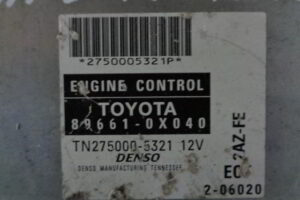 *2750005321P*
ENGINE CONTROL
TOYOTA
89661-0X040
TN275000-5321 12V
DENSO
DENSO MANUFACTURING TENNESSEE
2AZ-FE
2-06020